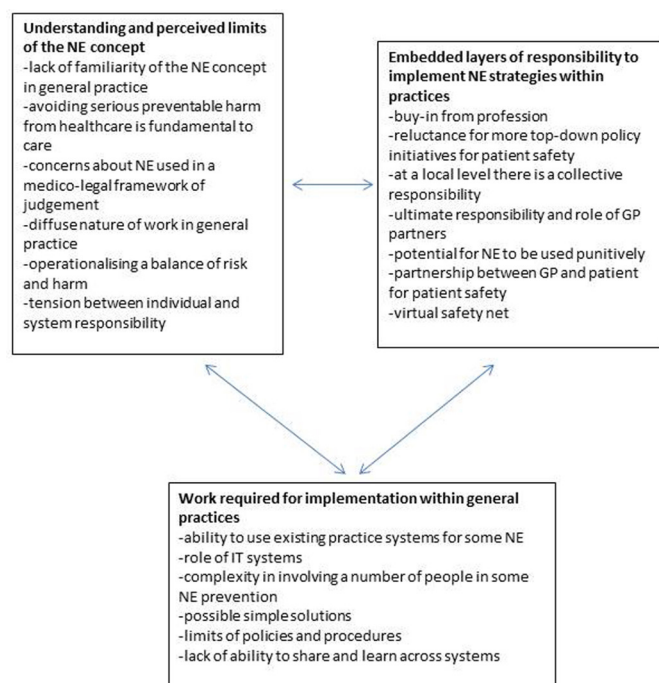 Understanding and perceived limits
of the NE concept
-lack of familiarity of the NE concept
in general practice
-avoiding serious preventable harm
from healthcare is fundamental to
care
-concerns about NE used in a
medico-legal framework of
judgement
-diffuse nature of work in general
practice
-operationalising a balance of risk
and harm
-tension between individual and
system responsibility
Embedded layers of responsibility to
implement NE strategies within
practices
-buy-in from profession
-reluctance for more top-down policy
initiatives for patient safety
-at a local level there is a collective
responsibility
-ultimate responsibility and role of GP
partners
-potential for NE to be used punitively
-partnership between GP and patient
for patient safety
-virtual safety net
Work required for implementation within general
practices
-ability to use existing practice systems for some NE
-role of IT systems
-complexity in involving a number of people in some
NE prevention
-possible simple solutions
-limits of policies and procedures
-lack of ability to share and learn across systems